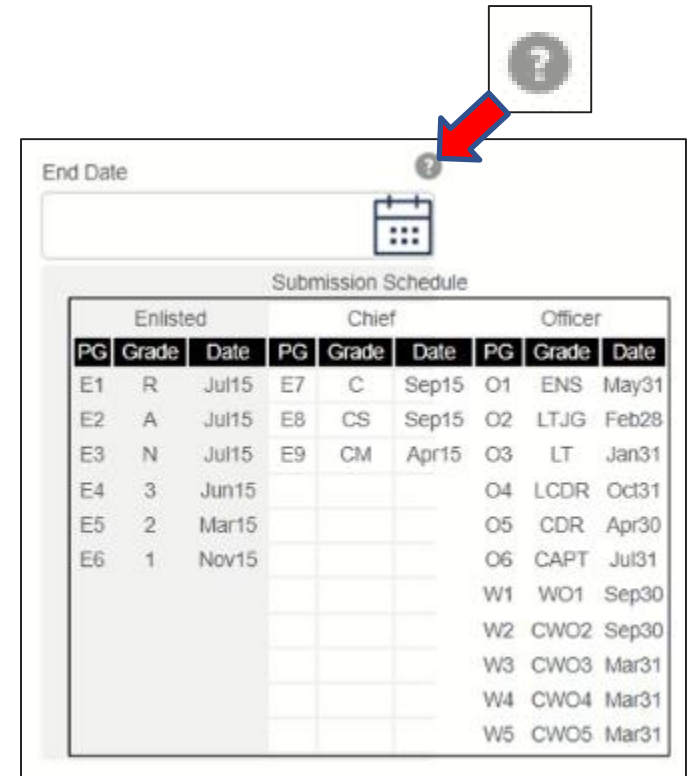 ?
End Date ?
Submission Schedule
Enlisted Chief Officer
PG Grade Date PG Grade Date PG Grade Date
E1 R Jul15 E7 C Sep15 O1 ENS May31
E2 A Jul15 E8 CS Sep15 O2 LTJG Feb28
E3 N Jul15 E9 CM Apr15 O3 LT Jan31
E4 3 Jun15 O4 LCDR Oct31
E5 2 Mar15 O5 CDR Apr30
E6 1 Nov15 O6 CAPT Jul31
W1 WO1 Sep30
W2 CWO2 Sep30
W3 CWO3 Mar31
W4 CWO4 Mar31
W5 CWO5 Mar31